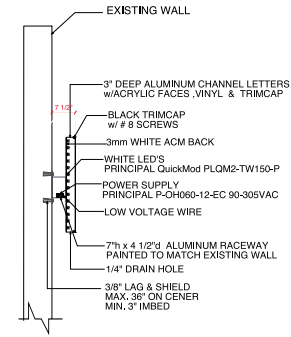 EXISTING WALL
7 1/2"
3" DEEP ALUMINUM CHANNEL LETTERS
w/ACRYLIC FACES ,VINYL & TRIMCAP
BLACK TRIMCAP
w/ # 8 SCREWS
3mm WHITE ACM BACK
WHITE LED'S
PRINCIPAL QuickMod PLQM2-TW150-P
POWER SUPPLY
PRINCIPAL P-OH060-12-EC 90-305VAC
LOW VOLTAGE WIRE
7"h x 4 1/2"d ALUMINUM RACEWAY
PAINTED TO MATCH EXISTING WALL
1/4" DRAIN HOLE
3/8" LAG & SHIELD
MAX. 36" ON CENER
MIN. 3" IMBED